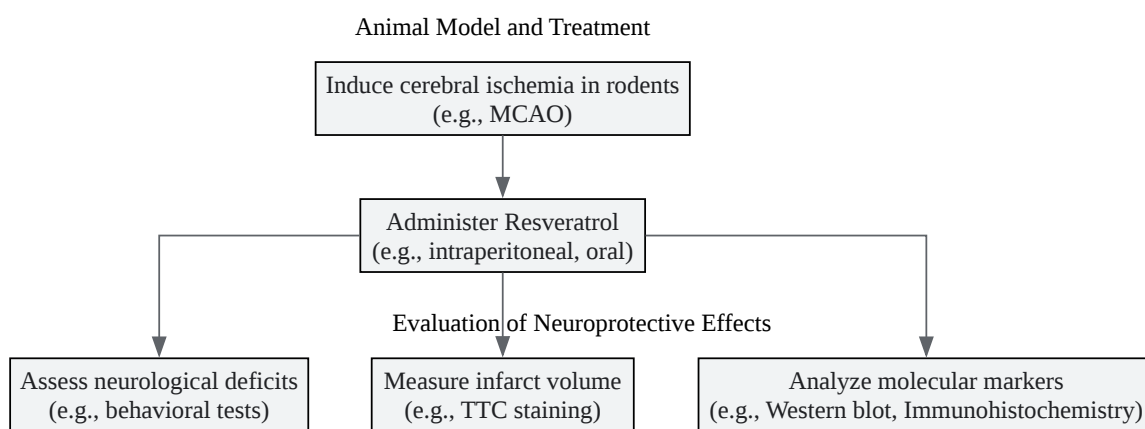 Animal Model and Treatment
Induce cerebral ischemia in rodents
(e.g., MCAO)
Administer Resveratrol
(e.g., intraperitoneal, oral)
Evaluation of Neuroprotective Effects
Assess neurological deficits
(e.g., behavioral tests)
Measure infarct volume
(e.g., TTC staining)
Analyze molecular markers
(e.g., Western blot, Immunohistochemistry)